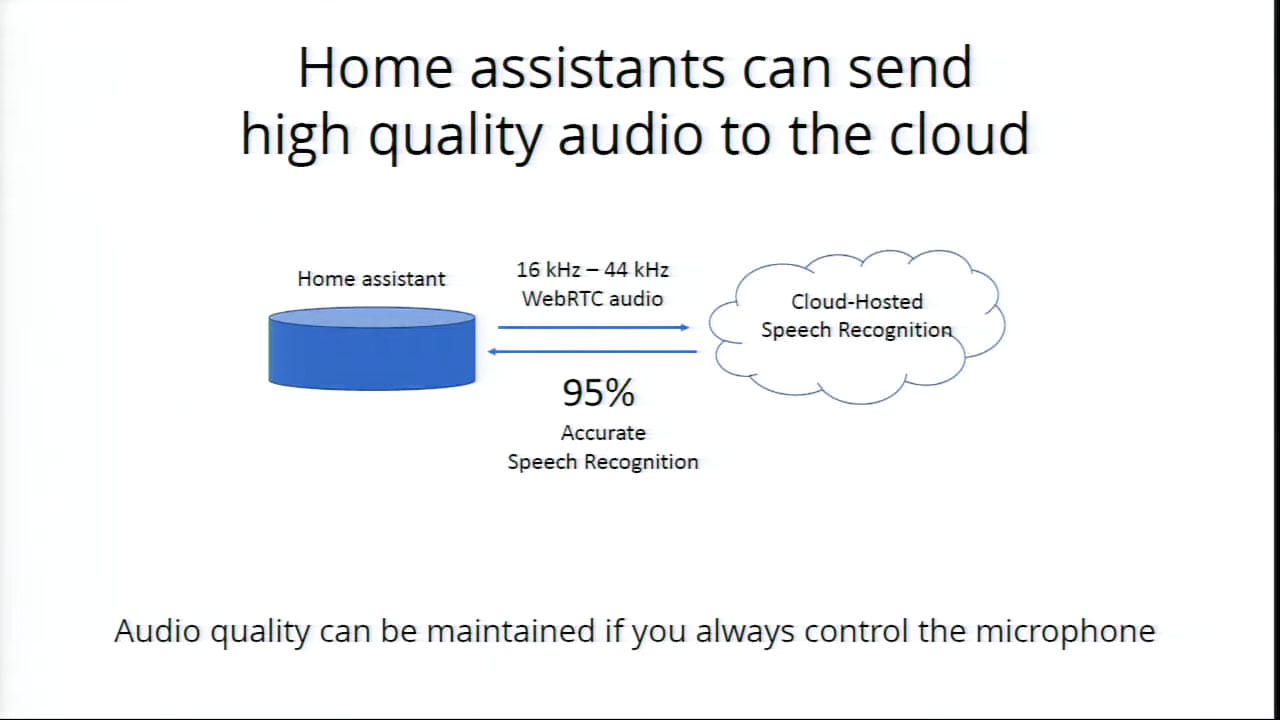 Home assistants can send
high quality audio to the cloud
Home assistant
16 kHz – 44 kHz
WebRTC audio
Cloud-Hosted
Speech Recognition
95%
Accurate
Speech Recognition
Audio quality can be maintained if you always control the microphone